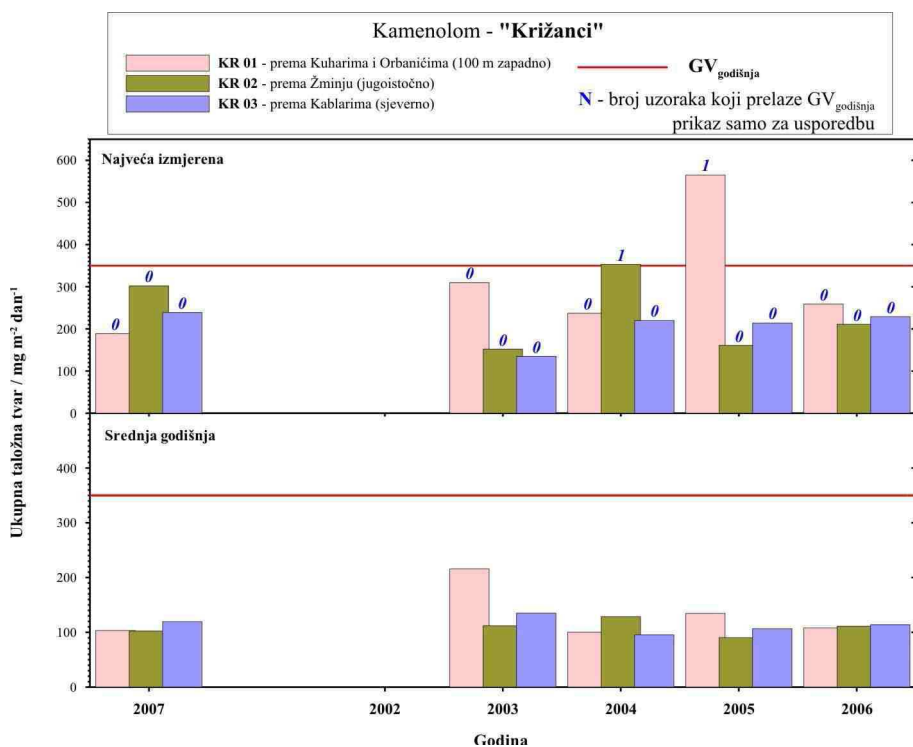 Kamenolom - "Križanci"
KR 01 - prema Kuharima i Orbanićima (100 m zapadno)
KR 02 - prema Žminju (jugoistočno)
KR 03 - prema Kablarima (sjeverno)
GVgodišnja
N - broj uzoraka koji prelaze GVgodišnja
prikaz samo za usporedbu
Ukupna taložna tvar / mg m⁻² dan⁻¹
Najveća izmjerena
600
500
400
300
200
100
0
0 0 0
0 0 0
0 1 0
1 0 0
0 0 0
Srednja godišnja
400
300
200
100
0
2007 2002 2003 2004 2005 2006
Godina